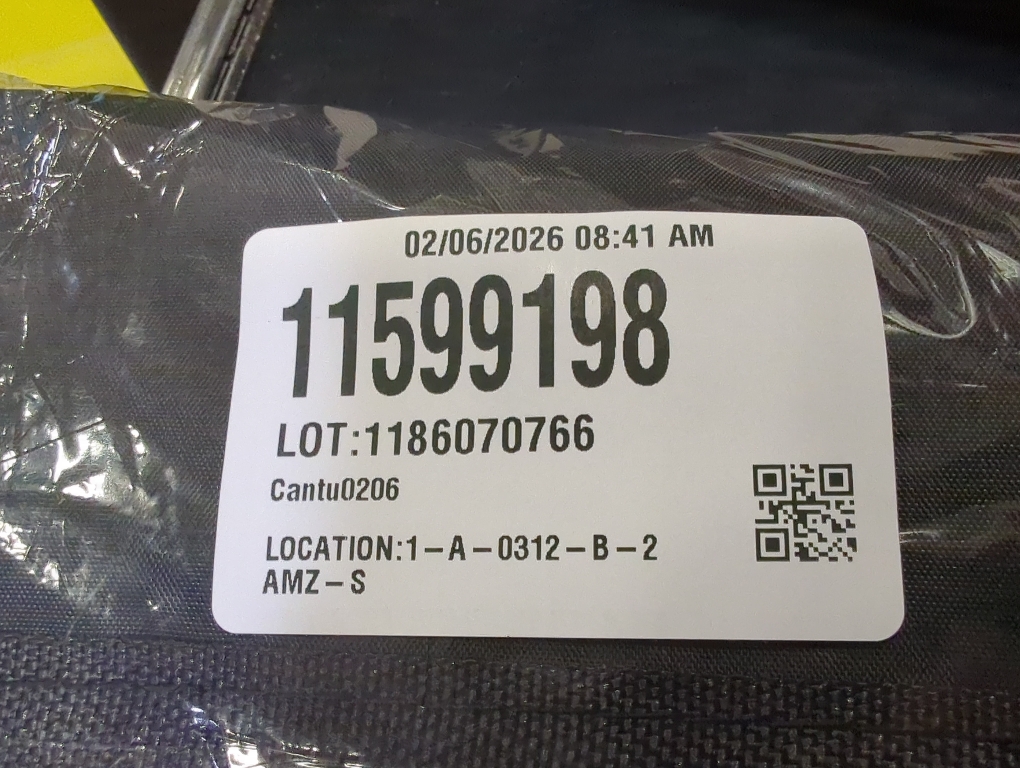 02/06/2026 08:41 AM
11599198
LOT:1186070766
Cantu0206
LOCATION:1-A-0312-B-2
AMZ-S